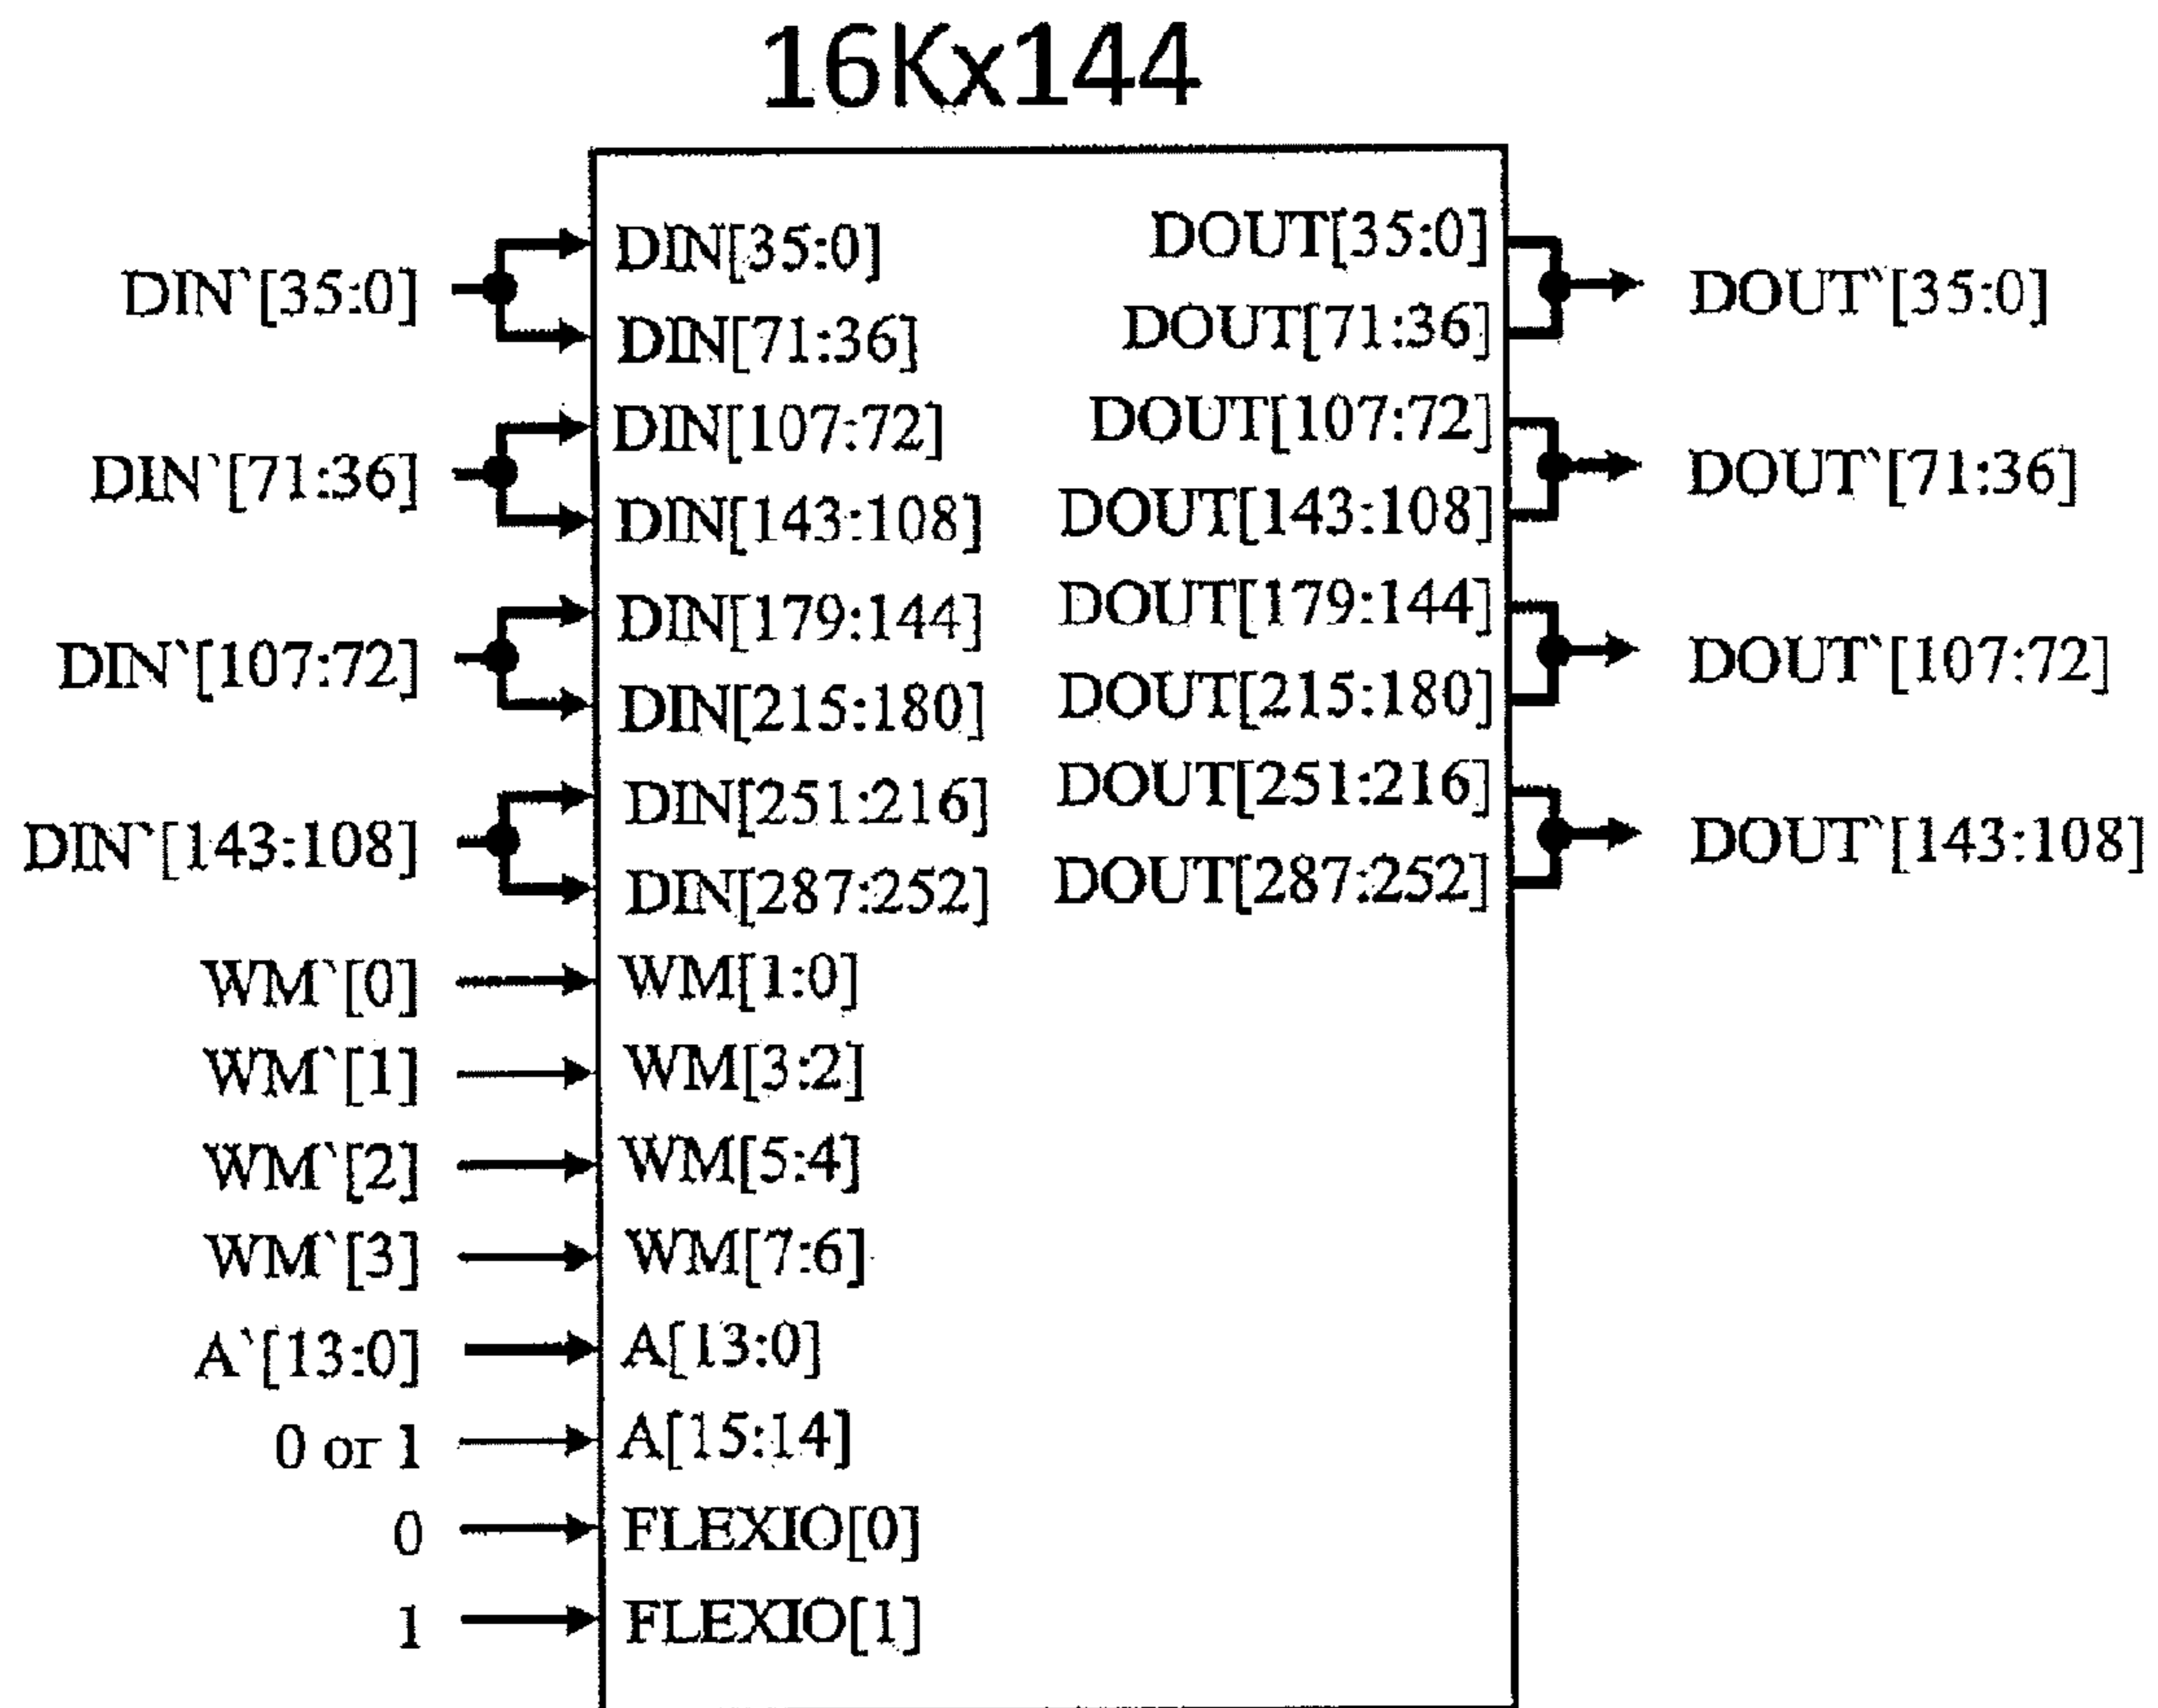 16Kx144
DIN`[35:0]
DIN[35:0]
DIN[71:36]
DOUT[35:0]
DOUT[71:36]
DOUT`[35:0]
DIN`[71:36]
DIN[107:72]
DIN[143:108]
DOUT[107:72]
DOUT[143:108]
DOUT`[71:36]
DIN`[107:72]
DIN[179:144]
DIN[215:180]
DOUT[179:144]
DOUT[215:180]
DOUT`[107:72]
DIN`[143:108]
DIN[251:216]
DIN[287:252]
DOUT[251:216]
DOUT[287:252]
DOUT`[143:108]
WM`[0] WM[1:0]
WM`[1] WM[3:2]
WM`[2] WM[5:4]
WM`[3] WM[7:6]
A`[13:0] A[13:0]
0 or 1 A[15:14]
0 FLEXIO[0]
1 FLEXIO[1]